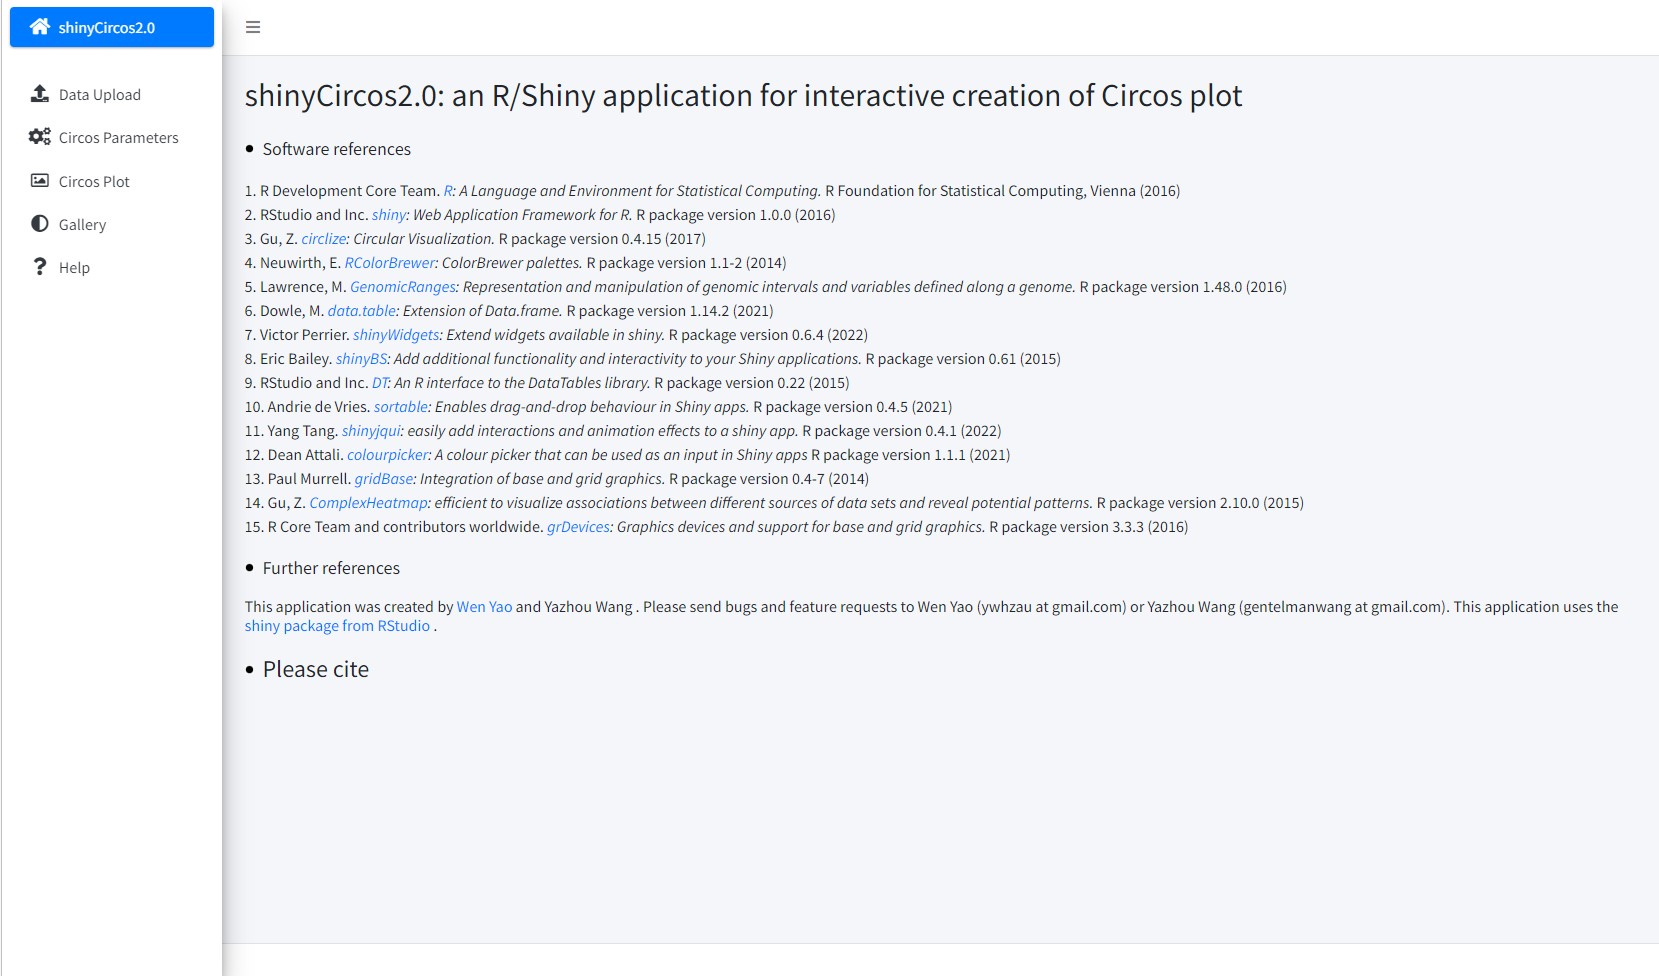 shinyCircos2.0
Data Upload
Circos Parameters
Circos Plot
Gallery
Help
shinyCircos2.0: an R/Shiny application for interactive creation of Circos plot
Software references
1. R Development Core Team. R: A Language and Environment for Statistical Computing. R Foundation for Statistical Computing, Vienna (2016)
2. RStudio and Inc. shiny: Web Application Framework for R. R package version 1.0.0 (2016)
3. Gu, Z. circlize: Circular Visualization. R package version 0.4.15 (2017)
4. Neuwirth, E. RColorBrewer: ColorBrewer palettes. R package version 1.1-2 (2014)
5. Lawrence, M. GenomicRanges: Representation and manipulation of genomic intervals and variables defined along a genome. R package version 1.48.0 (2016)
6. Dowle, M. data.table: Extension of Data.frame. R package version 1.14.2 (2021)
7. Victor Perrier. shinyWidgets: Extend widgets available in shiny. R package version 0.6.4 (2022)
8. Eric Bailey. shinyBS: Add additional functionality and interactivity to your Shiny applications. R package version 0.61 (2015)
9. RStudio and Inc. DT: An R interface to the DataTables library. R package version 0.22 (2015)
10. Andrie de Vries. sortable: Enables drag-and-drop behaviour in Shiny apps. R package version 0.4.5 (2021)
11. Yang Tang. shinyjqui: easily add interactions and animation effects to a shiny app. R package version 0.4.1 (2022)
12. Dean Attali. colourpicker: A colour picker that can be used as an input in Shiny apps R package version 1.1.1 (2021)
13. Paul Murrell. gridBase: Integration of base and grid graphics. R package version 0.4-7 (2014)
14. Gu, Z. ComplexHeatmap: efficient to visualize associations between different sources of data sets and reveal potential patterns. R package version 2.10.0 (2015)
15. R Core Team and contributors worldwide. grDevices: Graphics devices and support for base and grid graphics. R package version 3.3.3 (2016)
Further references
This application was created by Wen Yao and Yazhou Wang . Please send bugs and feature requests to Wen Yao (ywhzau at gmail.com) or Yazhou Wang (gentelmanwang at gmail.com). This application uses the
shiny package from RStudio .
Please cite